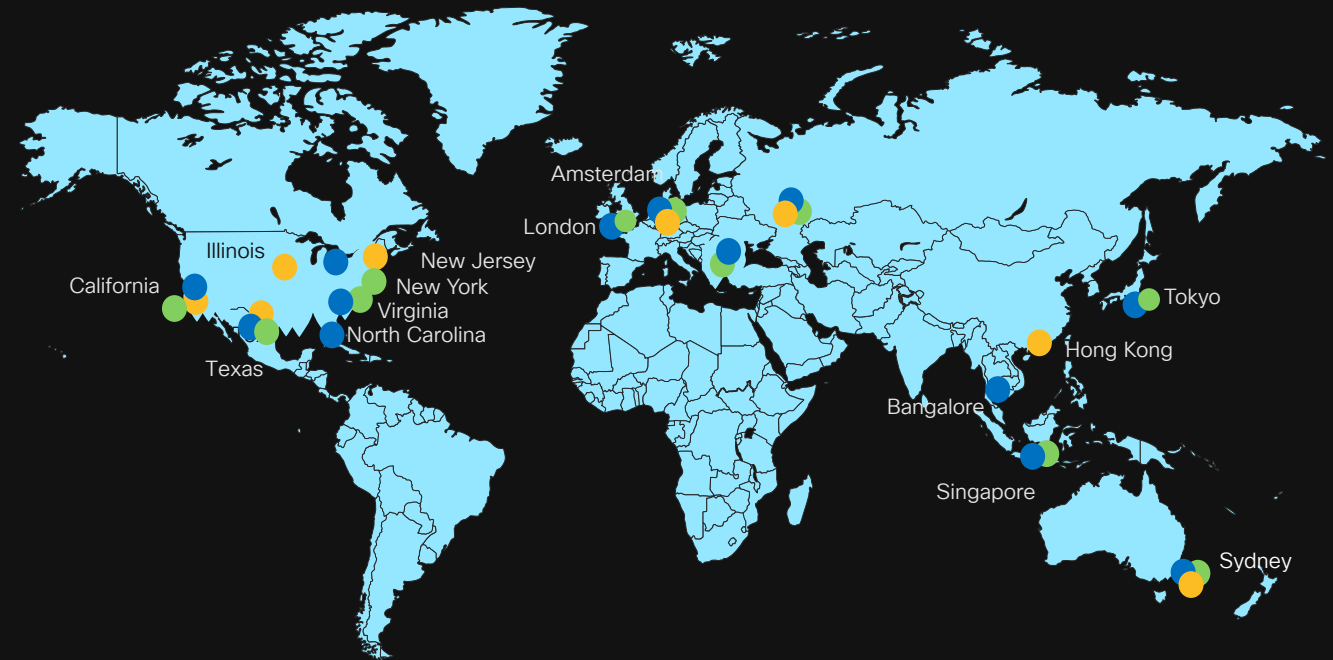 Amsterdam
London
Illinois
New Jersey
California
New York
Tokyo
Virginia
North Carolina
Hong Kong
Texas
Bangalore
Singapore
Sydney